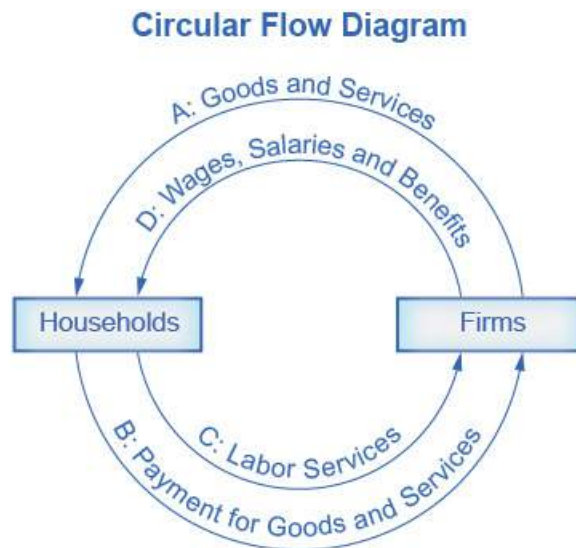 Circular Flow Diagram
A: Goods and Services
D: Wages, Salaries and Benefits
Households
Firms
C: Labor Services
B: Payment for Goods and Services